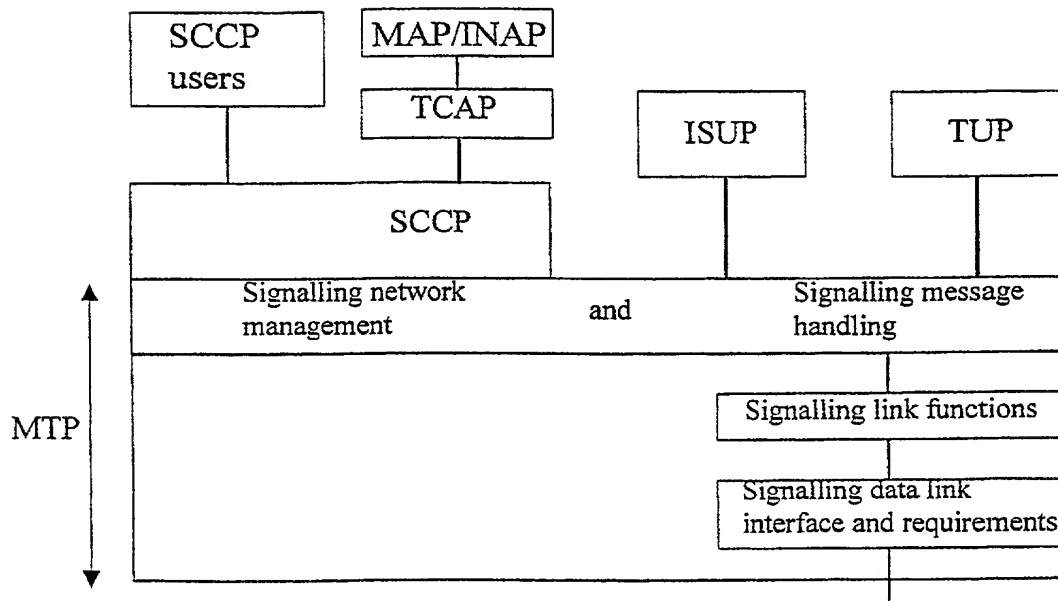 SCCP
users
MAP/INAP
TCAP
ISUP
TUP
SCCP
Signalling network
management
and
Signalling message
handling
MTP
Signalling link functions
Signalling data link
interface and requirements